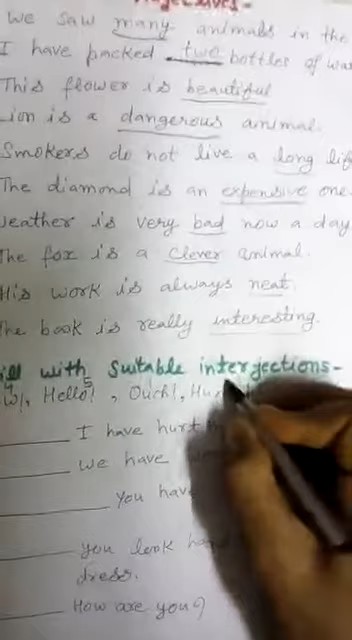 Adjectives-
We saw many animals in the
I have packed two bottles of
This flower is beautiful
Lion is a dangerous animal.
Smokers do not live a long
The diamond is an expensive one
weather is very bad now a day
The fox is a clever animal.
His work is always neat.
The book is really interesting.
with Suitable interjections-
Hello!, Ouch!,
I have hurt
we have
you have
you look
dress.
How are you?